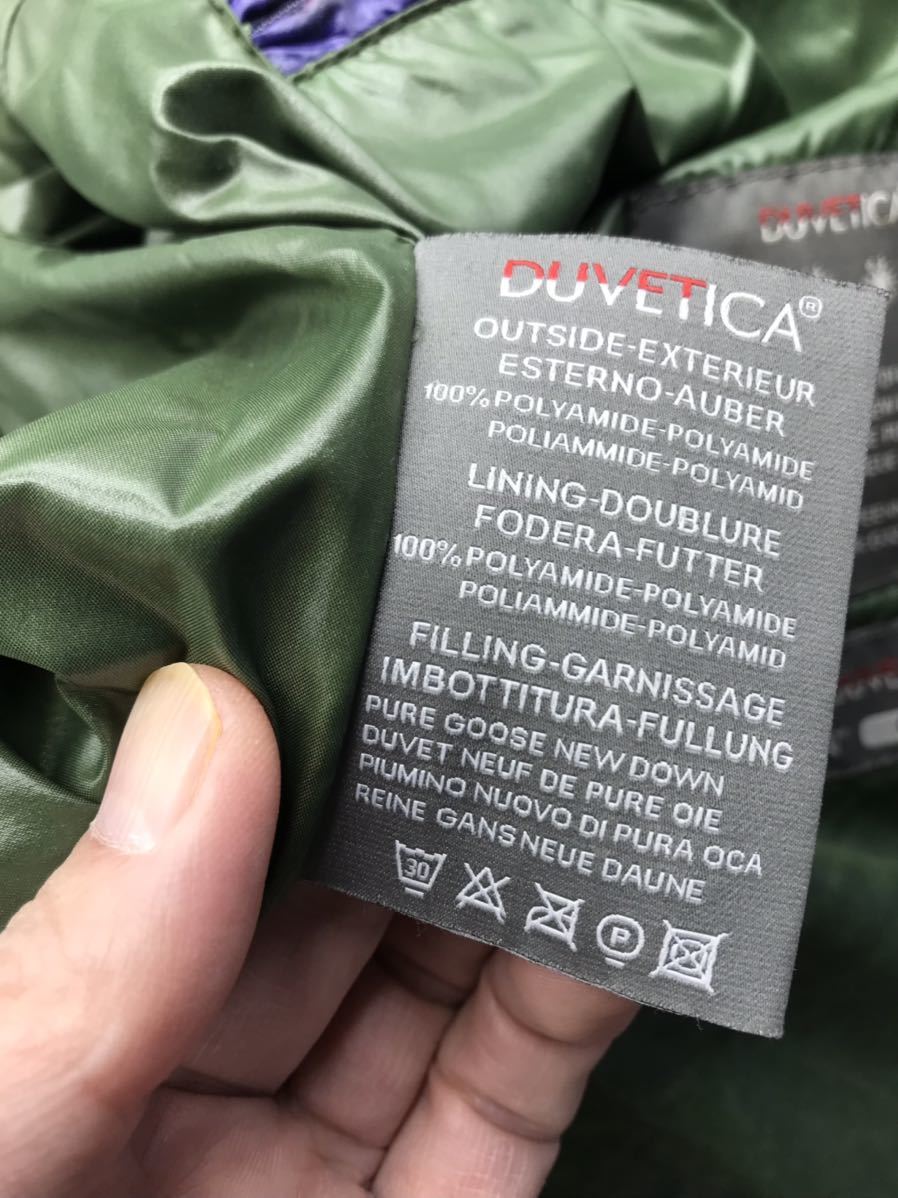 DUVETICA®
OUTSIDE-EXTERIEUR
ESTERNO-AUBER
100% POLYAMIDE-POLYAMIDE
POLIAMMIDE-POLYAMID
LINING-DOUBLURE
FODERA-FUTTER
100% POLYAMIDE-POLYAMIDE
POLIAMMIDE-POLYAMID
FILLING-GARNISSAGE
IMBOTTITURA-FULLUNG
PURE GOOSE NEW DOWN
DUVET NEUF DE PURE OIE
PIUMINO NUOVO DI PURA OCA
REINE GANS NEUE DAUNE
30
P
DUVETICA